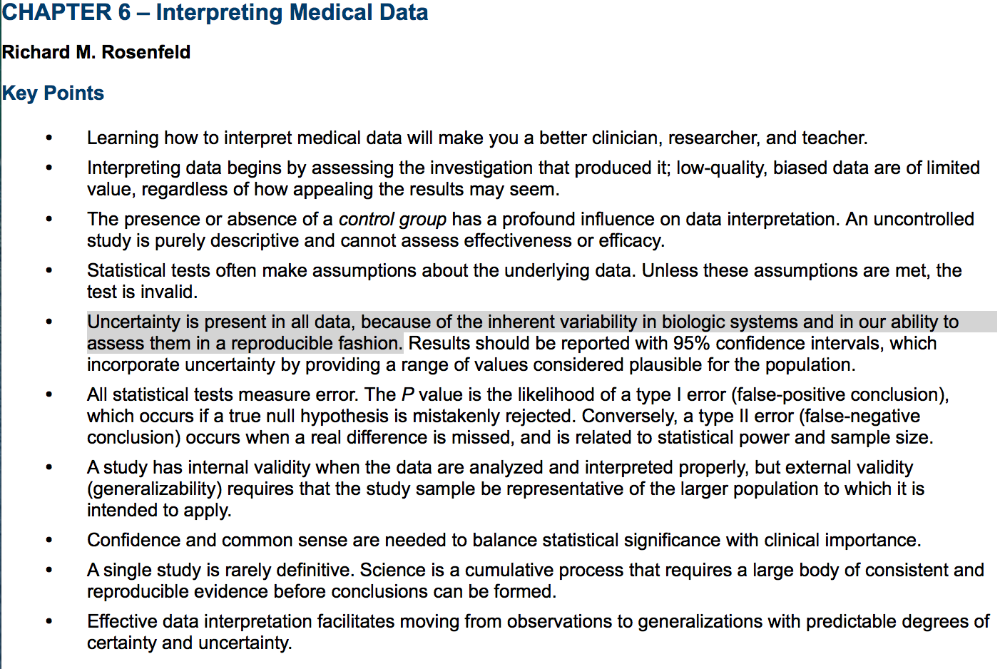 CHAPTER 6 – Interpreting Medical Data
Richard M. Rosenfeld
Key Points
• Learning how to interpret medical data will make you a better clinician, researcher, and teacher.
• Interpreting data begins by assessing the investigation that produced it; low-quality, biased data are of limited
value, regardless of how appealing the results may seem.
• The presence or absence of a control group has a profound influence on data interpretation. An uncontrolled
study is purely descriptive and cannot assess effectiveness or efficacy.
• Statistical tests often make assumptions about the underlying data. Unless these assumptions are met, the
test is invalid.
• Uncertainty is present in all data, because of the inherent variability in biologic systems and in our ability to
assess them in a reproducible fashion. Results should be reported with 95% confidence intervals, which
incorporate uncertainty by providing a range of values considered plausible for the population.
• All statistical tests measure error. The P value is the likelihood of a type I error (false-positive conclusion),
which occurs if a true null hypothesis is mistakenly rejected. Conversely, a type II error (false-negative
conclusion) occurs when a real difference is missed, and is related to statistical power and sample size.
• A study has internal validity when the data are analyzed and interpreted properly, but external validity
(generalizability) requires that the study sample be representative of the larger population to which it is
intended to apply.
• Confidence and common sense are needed to balance statistical significance with clinical importance.
• A single study is rarely definitive. Science is a cumulative process that requires a large body of consistent and
reproducible evidence before conclusions can be formed.
• Effective data interpretation facilitates moving from observations to generalizations with predictable degrees of
certainty and uncertainty.